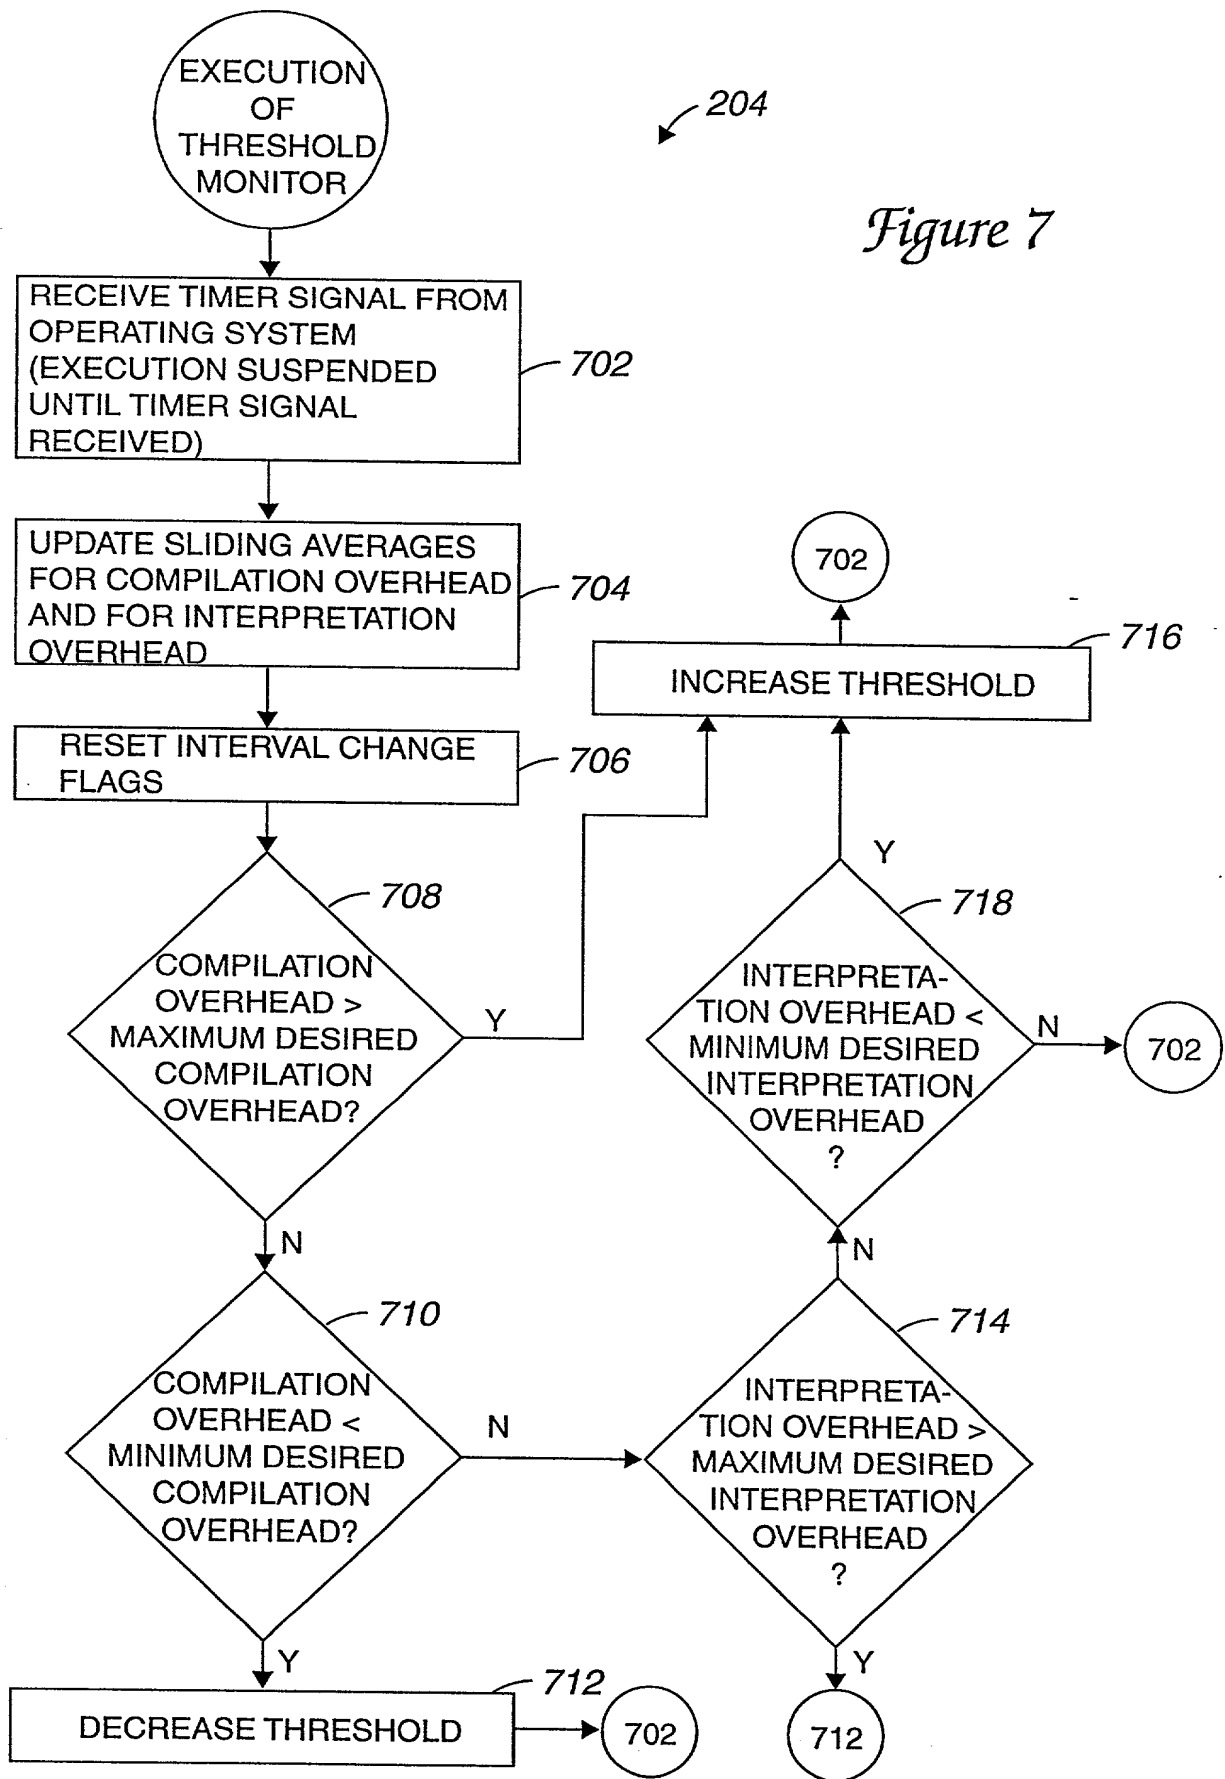 EXECUTION
OF
THRESHOLD
MONITOR
204
Figure 7
RECEIVE TIMER SIGNAL FROM
OPERATING SYSTEM
(EXECUTION SUSPENDED
UNTIL TIMER SIGNAL
RECEIVED)
702
UPDATE SLIDING AVERAGES
FOR COMPILATION OVERHEAD
AND FOR INTERPRETATION
OVERHEAD
704
RESET INTERVAL CHANGE
FLAGS
706
708
COMPILATION
OVERHEAD >
MAXIMUM DESIRED
COMPILATION
OVERHEAD?
Y
N
710
COMPILATION
OVERHEAD <
MINIMUM DESIRED
COMPILATION
OVERHEAD?
N
Y
712
DECREASE THRESHOLD
702
702
716
INCREASE THRESHOLD
Y
718
INTERPRETA-
TION OVERHEAD <
MINIMUM DESIRED
INTERPRETATION
OVERHEAD
?
N
702
N
714
INTERPRETA-
TION OVERHEAD >
MAXIMUM DESIRED
INTERPRETATION
OVERHEAD
?
Y
712